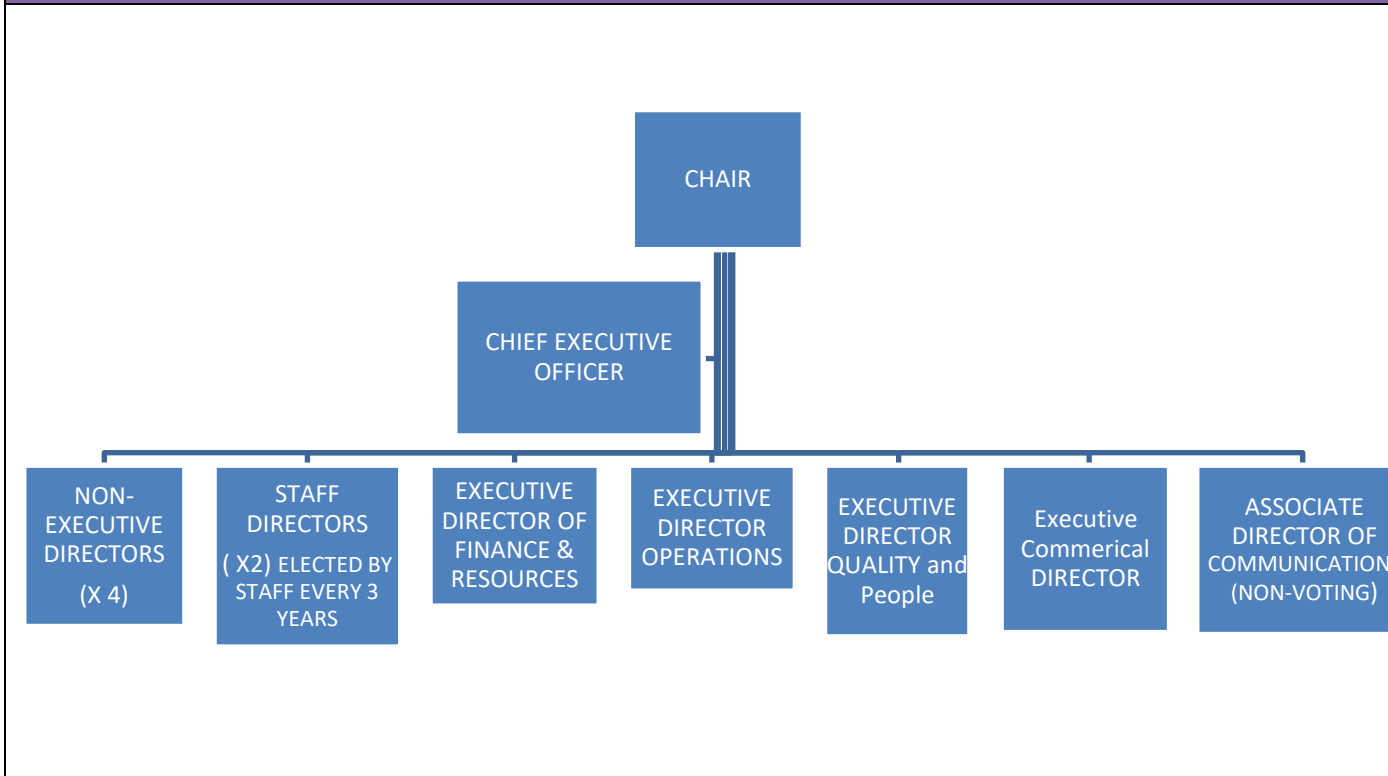 CHAIR
CHIEF EXECUTIVE
OFFICER
NON-
EXECUTIVE
DIRECTORS
(X 4)
STAFF
DIRECTORS
( X2) ELECTED BY
STAFF EVERY 3
YEARS
EXECUTIVE
DIRECTOR OF
FINANCE &
RESOURCES
EXECUTIVE
DIRECTOR
OPERATIONS
EXECUTIVE
DIRECTOR
QUALITY and
People
Executive
Commerical
DIRECTOR
ASSOCIATE
DIRECTOR OF
COMMUNICATION
(NON-VOTING)